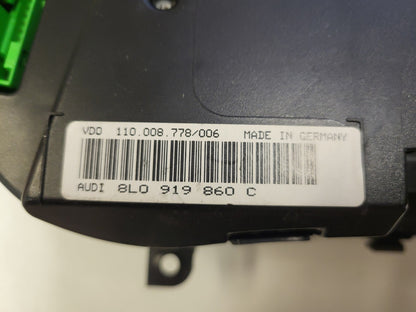 VDO 110.008.778/006 MADE IN GERMANY
AUDI 8L0 919 860 C